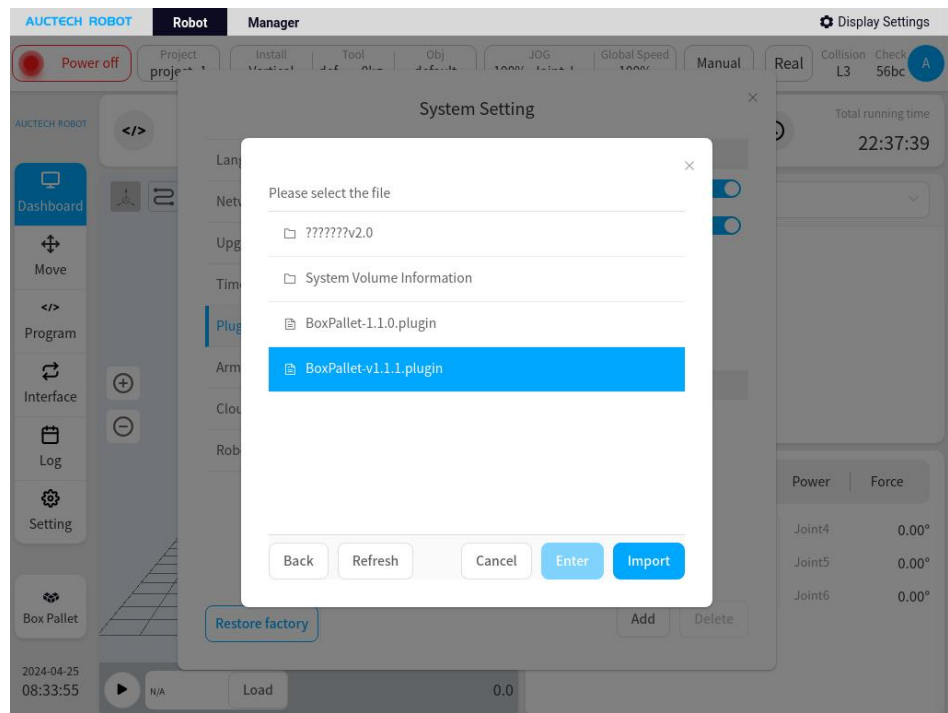 AUCTECH ROBOT Robot Manager Display Settings
Power off Project Install Tool Obj JOG Global Speed Manual Real Collision L3 Check 56bc A
System Setting
AUCTECH ROBOT </> Total running time
22:37:39
Please select the file
Dashboard
???????v2.0
Move
System Volume Information
</>
Program
BoxPallet-1.1.0.plugin
BoxPallet-v1.1.1.plugin
Interface
Log
Power Force
Setting
Joint4 0.00°
Back Refresh Cancel Enter Import
Joint5 0.00°
Joint6 0.00°
Box Pallet
Restore factory Add Delete
2024-04-25
08:33:55 N/A Load 0.0